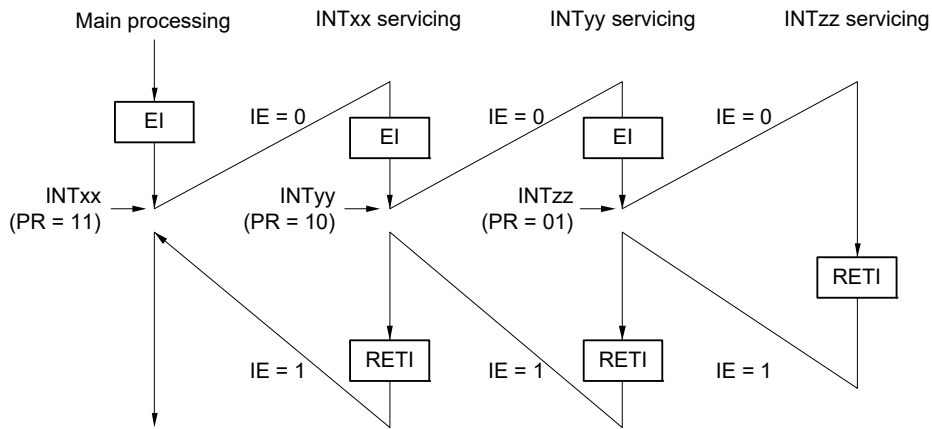 Main processing
INTxx servicing
INTyy servicing
INTzz servicing
EI
IE = 0
EI
IE = 0
EI
IE = 0
INTxx
(PR = 11)
INTyy
(PR = 10)
INTzz
(PR = 01)
RETI
IE = 1
RETI
IE = 1
RETI
IE = 1